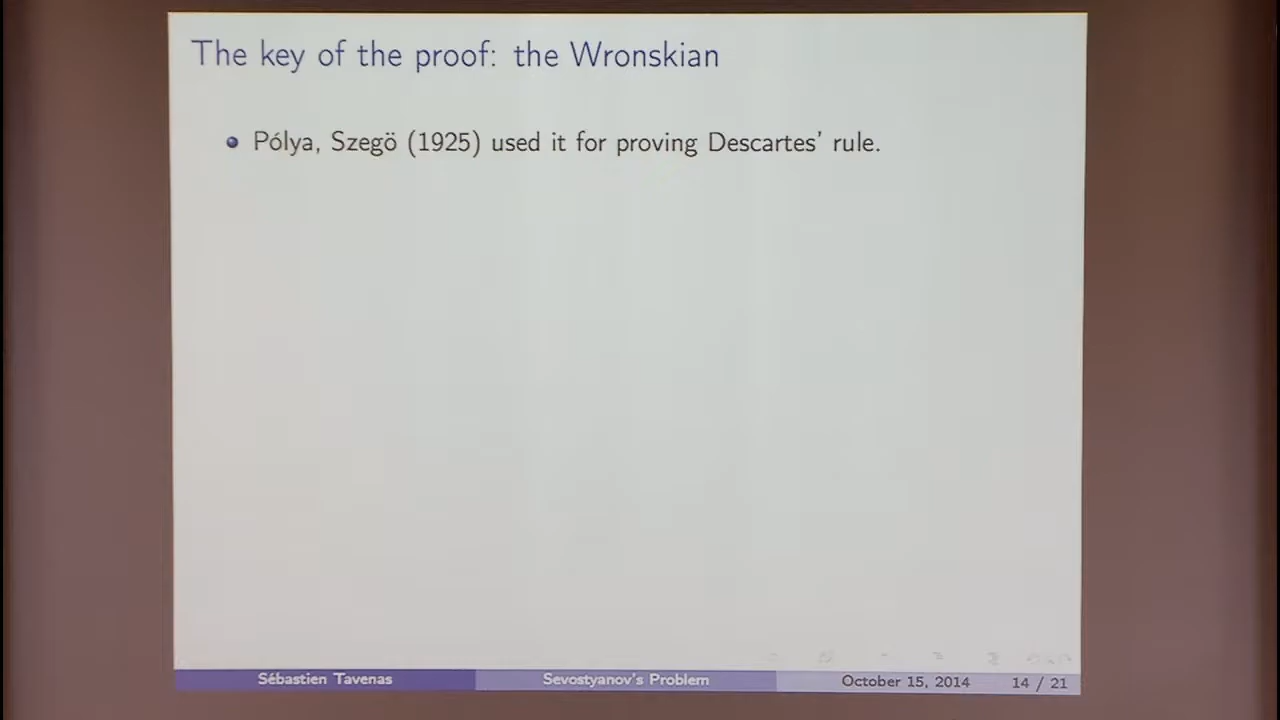 The key of the proof: the Wronskian
Pólya, Szegö (1925) used it for proving Descartes' rule.
Sébastien Tavenas
Sevostyanov's Problem
October 15, 2014
14 / 21